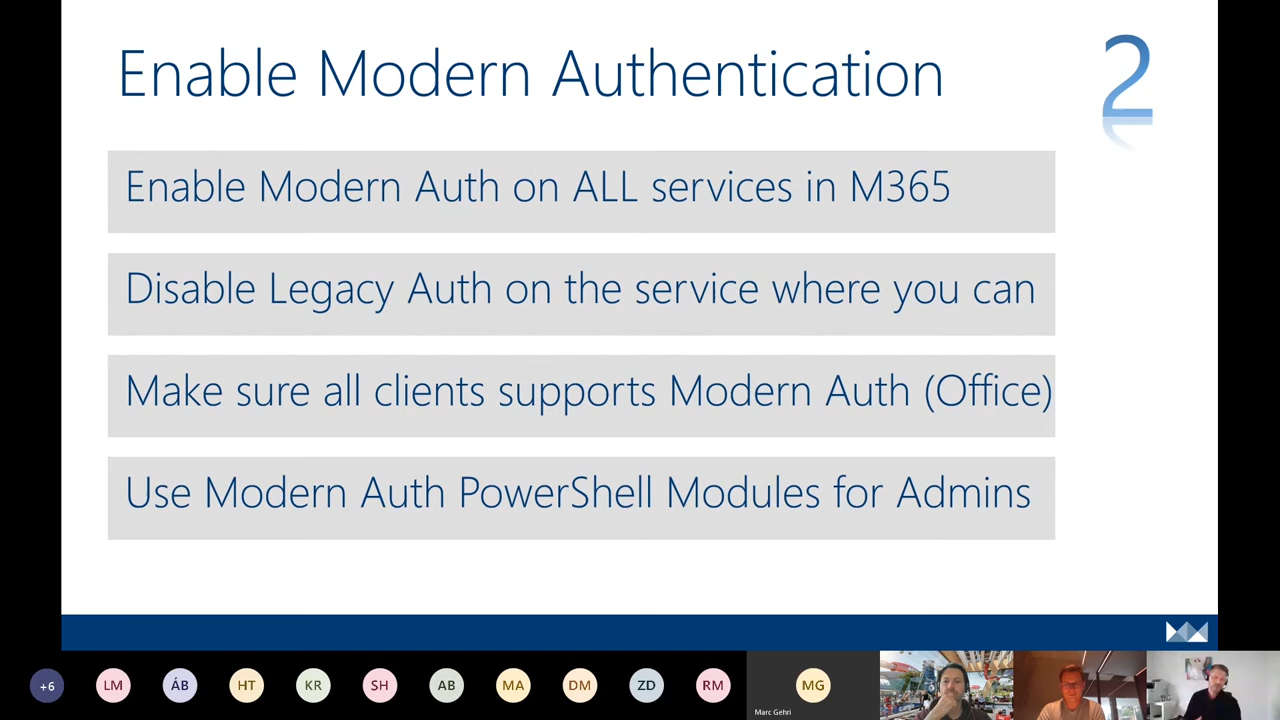 Enable Modern Authentication
2
Enable Modern Auth on ALL services in M365
Disable Legacy Auth on the service where you can
Make sure all clients supports Modern Auth (Office)
Use Modern Auth PowerShell Modules for Admins
+6
LM
ÁB
HT
KR
SH
AB
MA
DM
ZD
RM
MG
Marc Gehri